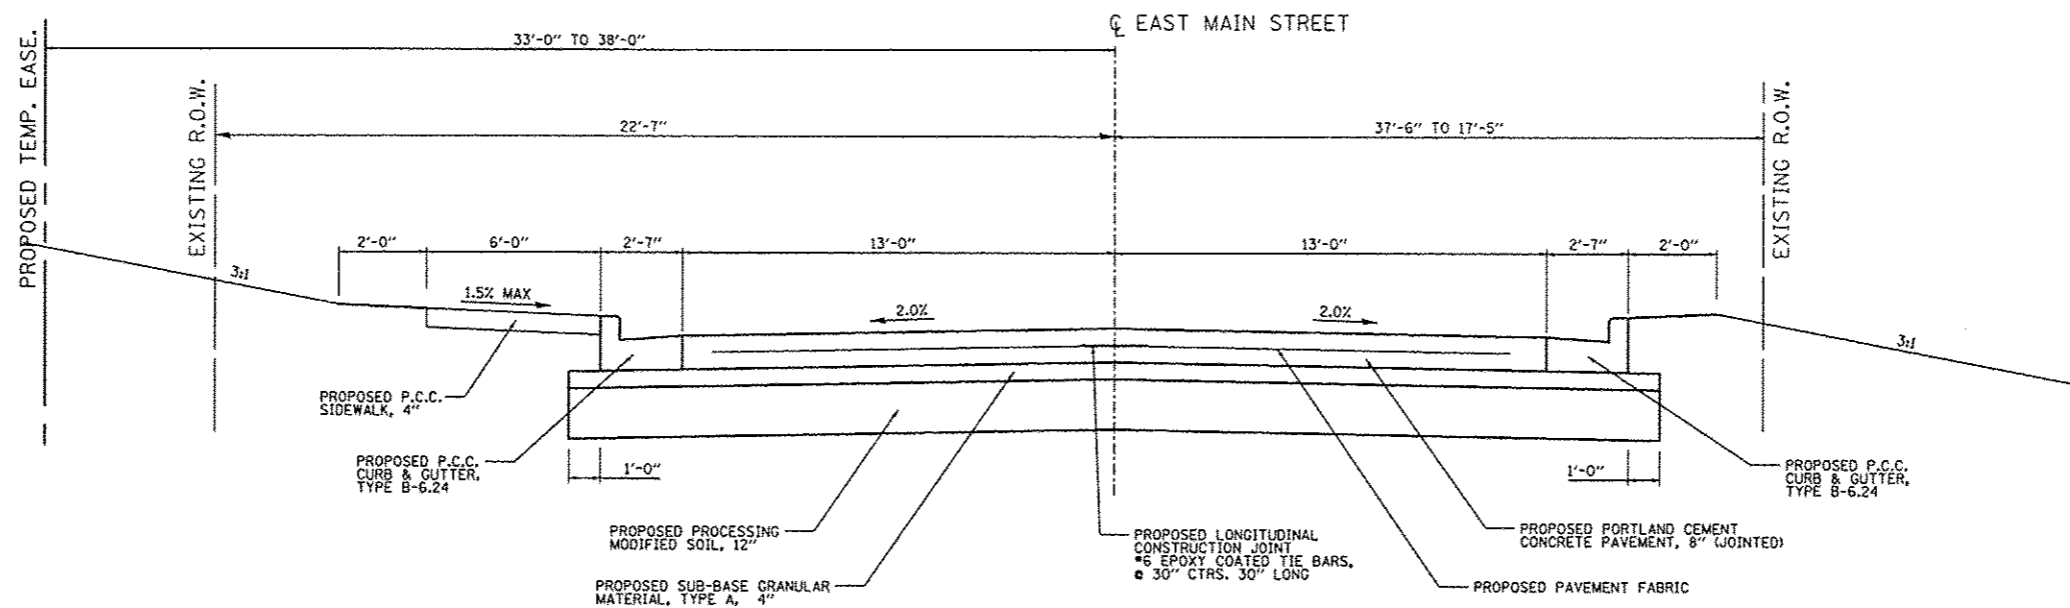 ℄ EAST MAIN STREET
33'-0" TO 38'-0"
PROPOSED TEMP. EASE.
EXISTING R.O.W.
22'-7"
37'-6" TO 17'-5"
EXISTING R.O.W.
2'-0"
6'-0"
2'-7"
13'-0"
13'-0"
2'-7"
2'-0"
3:1
1.5% MAX
2.0%
2.0%
3:1
PROPOSED P.C.C.
SIDEWALK, 4"
PROPOSED P.C.C.
CURB & GUTTER,
TYPE B-6.24
1'-0"
1'-0"
PROPOSED P.C.C.
CURB & GUTTER,
TYPE B-6.24
PROPOSED PROCESSING
MODIFIED SOIL, 12"
PROPOSED LONGITUDINAL
CONSTRUCTION JOINT
#6 EPOXY COATED TIE BARS,
@ 30" CTRS. 30" LONG
PROPOSED PORTLAND CEMENT
CONCRETE PAVEMENT, 8" (JOINTED)
PROPOSED SUB-BASE GRANULAR
MATERIAL, TYPE A, 4"
PROPOSED PAVEMENT FABRIC